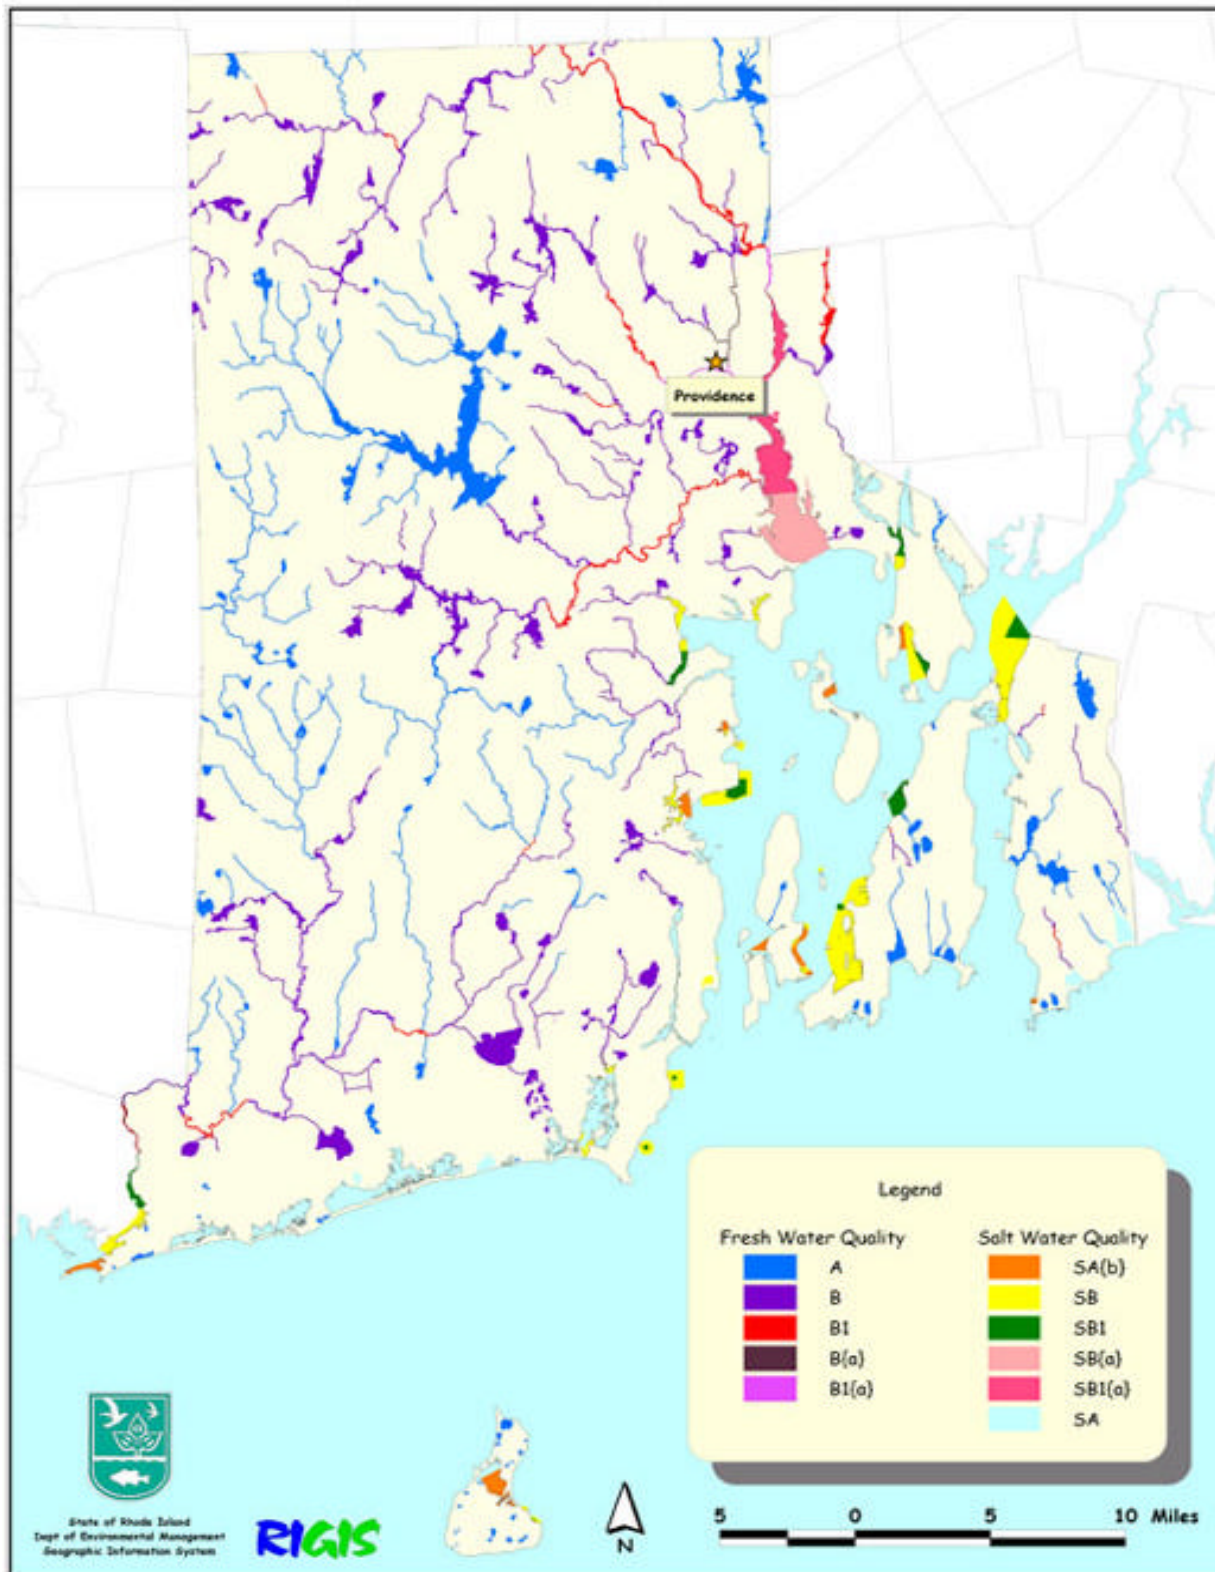 Providence
Legend
Fresh Water Quality
A
B
B1
B{a}
B1{a}
Salt Water Quality
SA{b}
SB
SB1
SB{a}
SB1{a}
SA
State of Rhode Island
Dept of Environmental Management
Geographic Information System
RIGIS
N
5 0 5 10 Miles